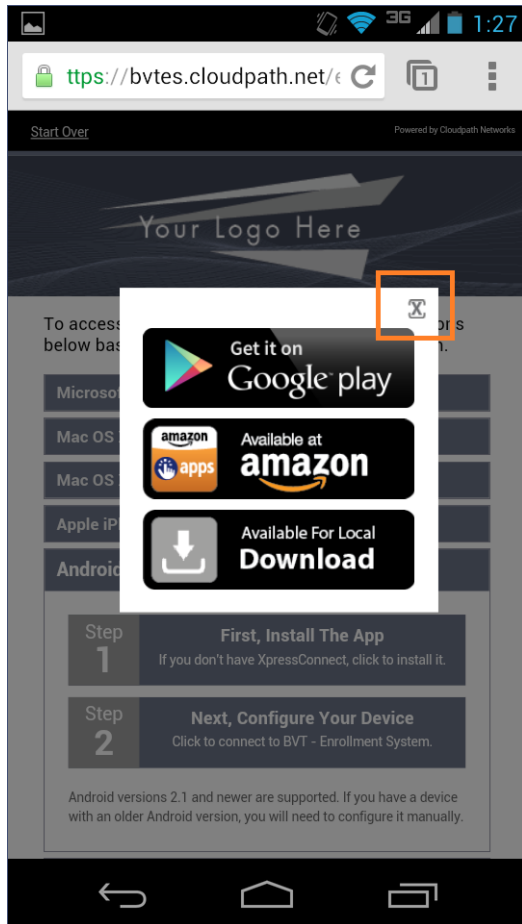 3G 1:27
ttps://bvtes.cloudpath.net/e
1
Start Over
Powered by Cloudpath Networks
Your Logo Here
To access
below bas
Microsof
Mac OS
Mac OS
Apple iP
Android
X
Get it on
Google play
amazon
apps
Available at
amazon
Available For Local
Download
Step
1
First, Install The App
If you don't have XpressConnect, click to install it.
Step
2
Next, Configure Your Device
Click to connect to BVT - Enrollment System.
Android versions 2.1 and newer are supported. If you have a device
with an older Android version, you will need to configure it manually.